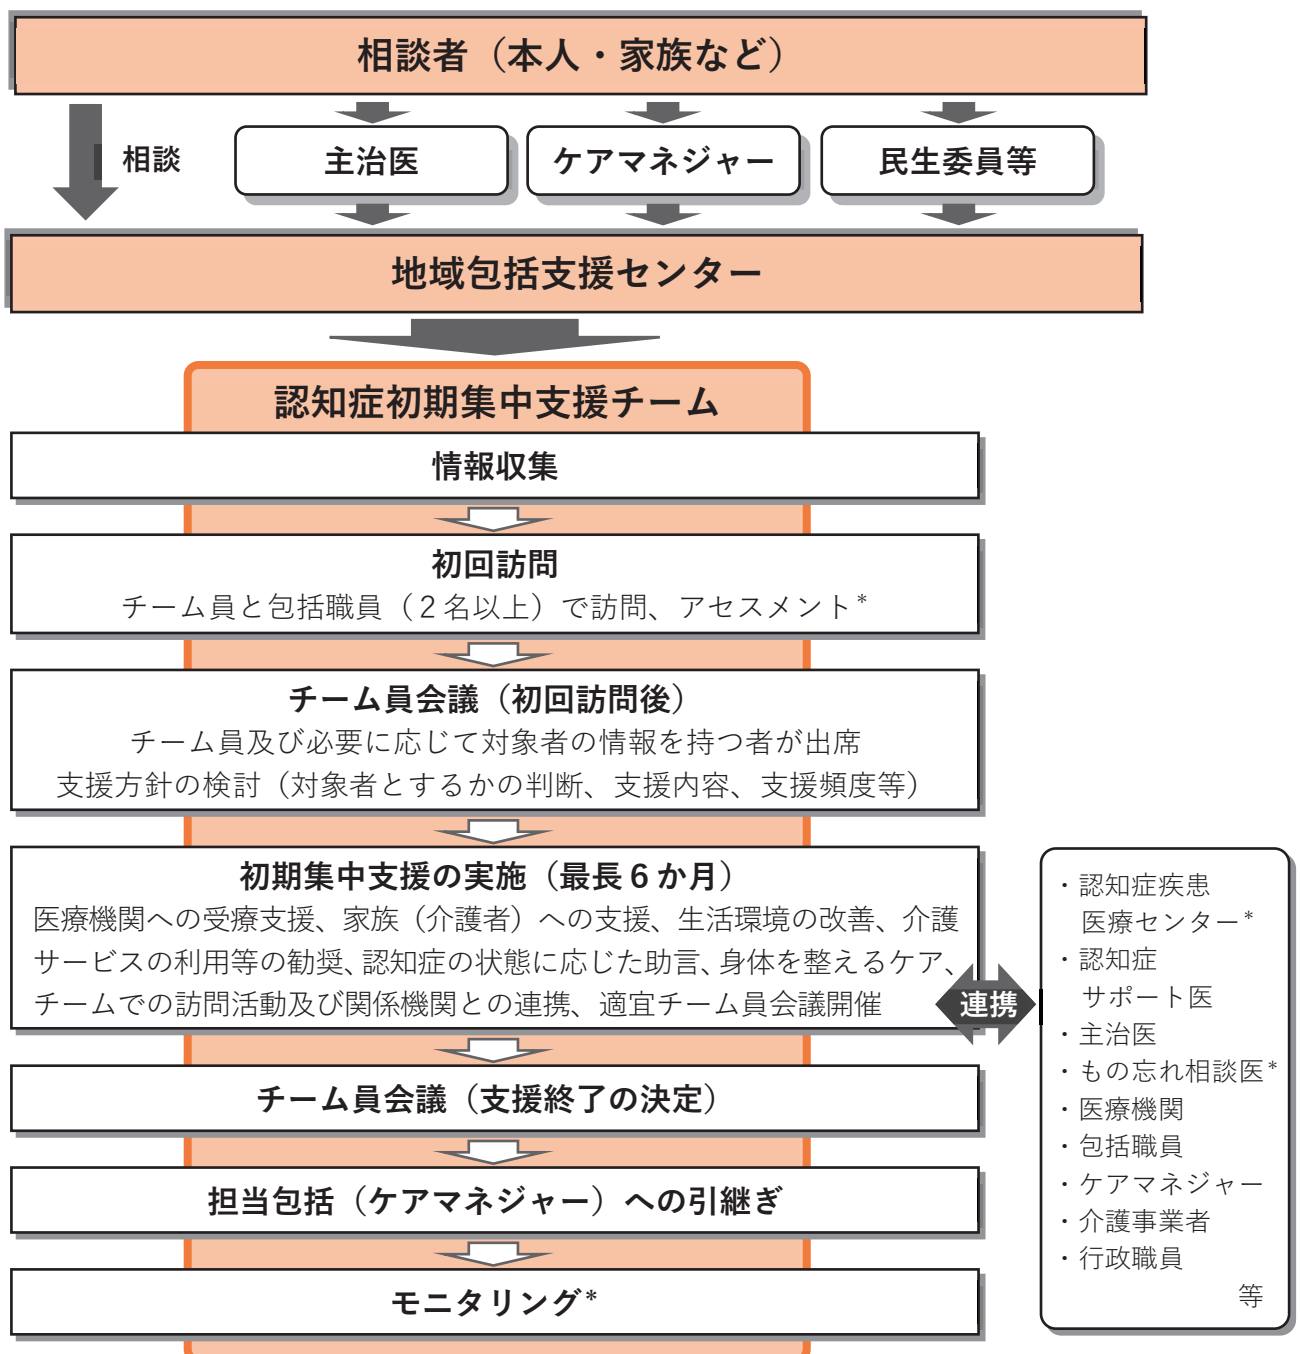 相談者（本人・家族など）
相談
主治医
ケアマネジャー
民生委員等
地域包括支援センター
認知症初期集中支援チーム
情報収集
初回訪問
チーム員と包括職員（２名以上）で訪問、アセスメント*
チーム員会議（初回訪問後）
チーム員及び必要に応じて対象者の情報を持つ者が出席
支援方針の検討（対象者とするかの判断、支援内容、支援頻度等）
初期集中支援の実施（最長６か月）
医療機関への受療支援、家族（介護者）への支援、生活環境の改善、介護
サービスの利用等の勧奨、認知症の状態に応じた助言、身体を整えるケア、
チームでの訪問活動及び関係機関との連携、適宜チーム員会議開催
連携
・認知症疾患
医療センター*
・認知症
サポート医
・主治医
・もの忘れ相談医*
・医療機関
・包括職員
・ケアマネジャー
・介護事業者
・行政職員
等
チーム員会議（支援終了の決定）
担当包括（ケアマネジャー）への引継ぎ
モニタリング*